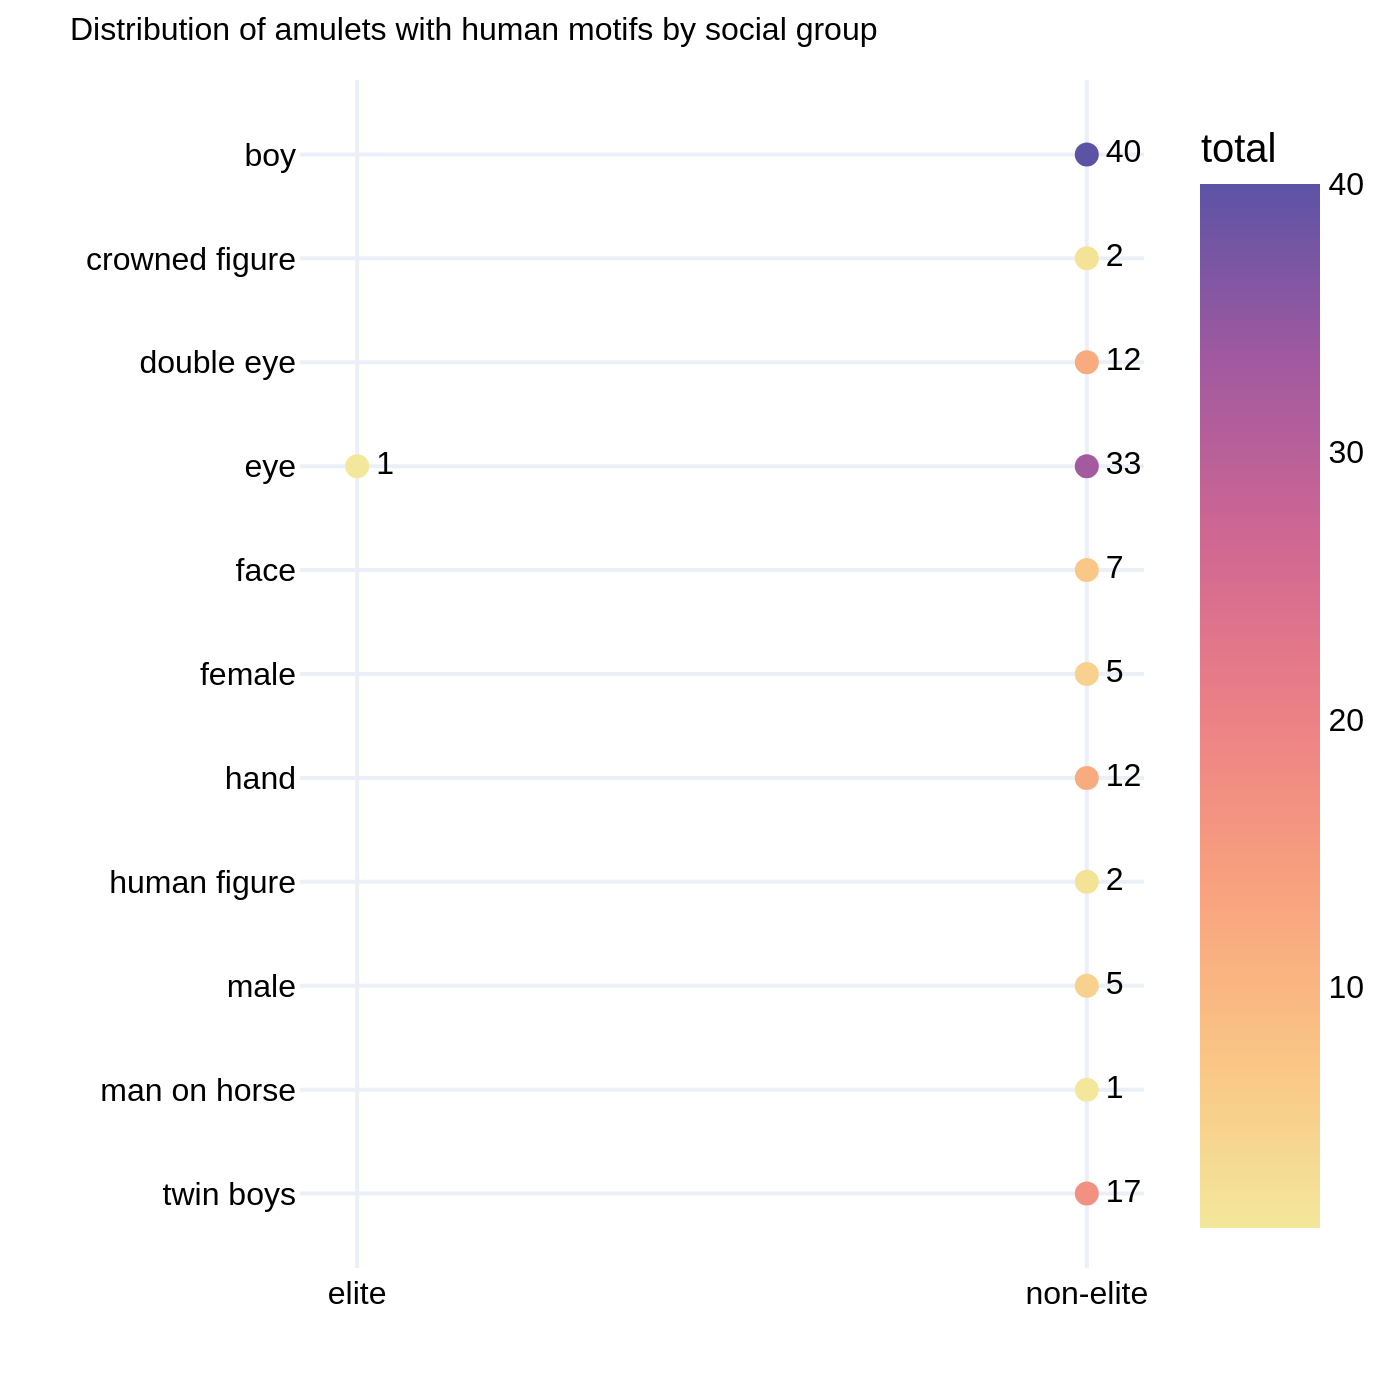 Distribution of amulets with human motifs by social group
total
boy 40
crowned figure 2
double eye 12
eye 1 33
face 7
female 5
hand 12
human figure 2
male 5
man on horse 1
twin boys 17
elite non-elite
40
30
20
10